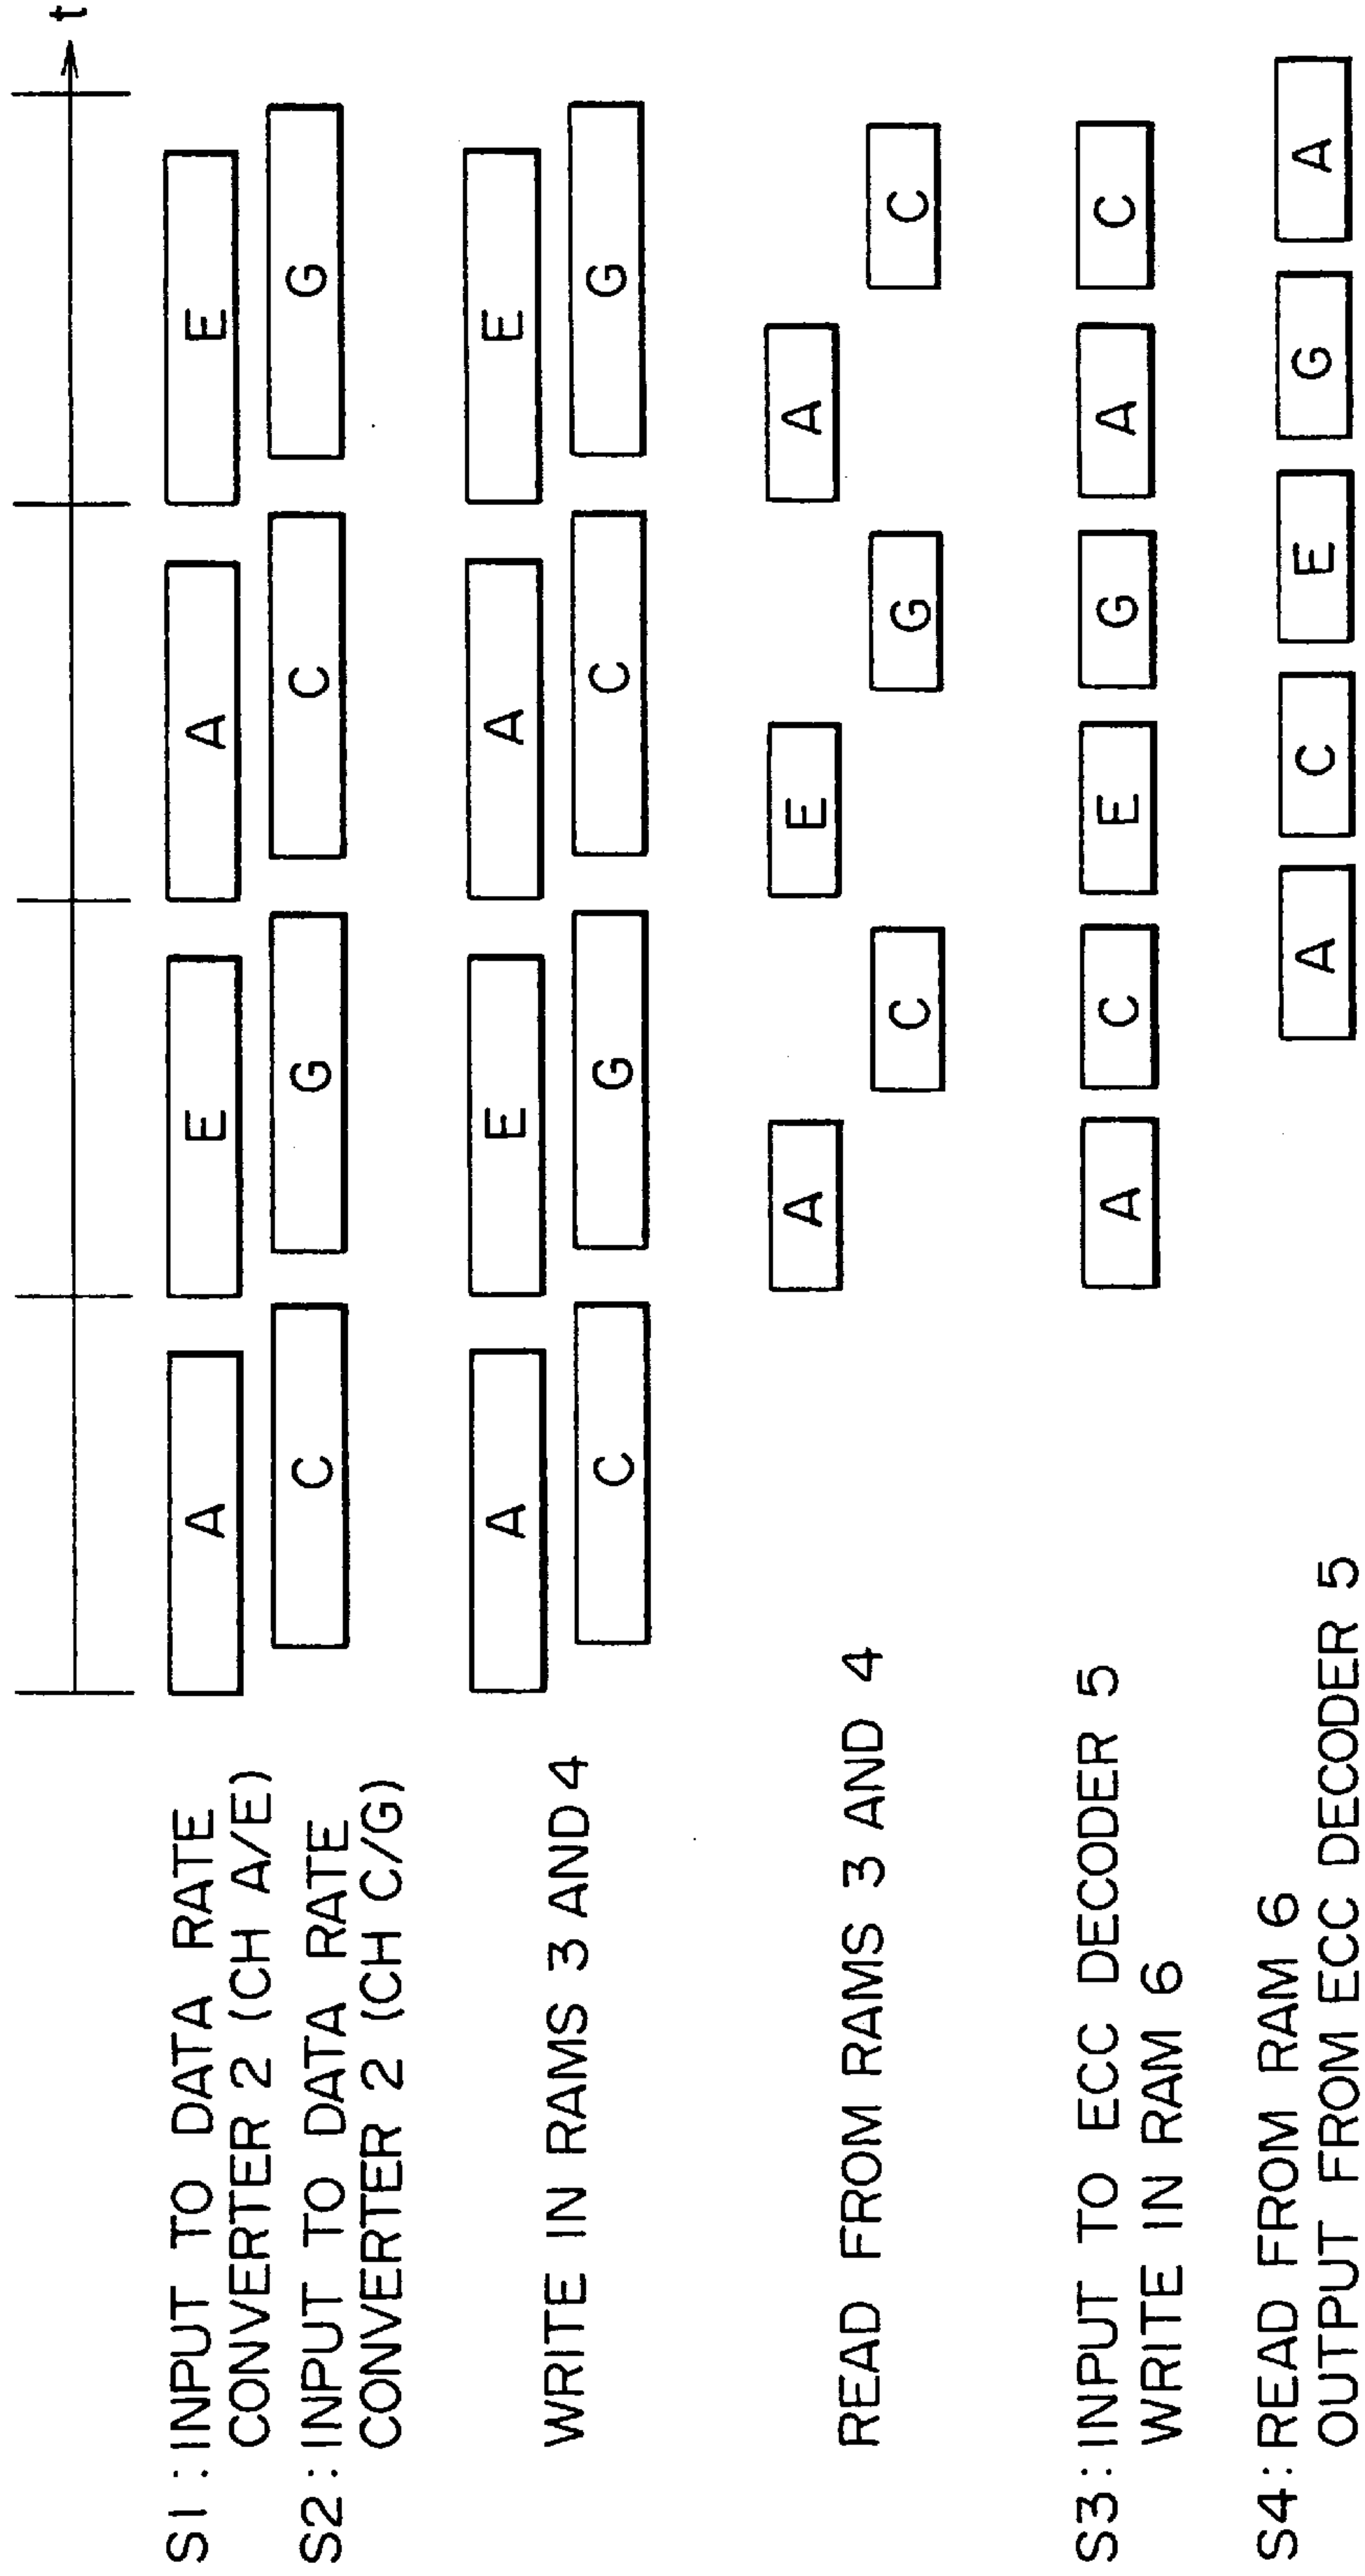 t
S1: INPUT TO DATA RATE
CONVERTER 2 (CH A/E)
A E A E
S2: INPUT TO DATA RATE
CONVERTER 2 (CH C/G)
C G C G
WRITE IN RAMS 3 AND 4
A E A E
C G C G
READ FROM RAMS 3 AND 4
A E A
C G C
S3: INPUT TO ECC DECODER 5
WRITE IN RAM 6
A C E G A C
S4: READ FROM RAM 6
OUTPUT FROM ECC DECODER 5
A C E G A